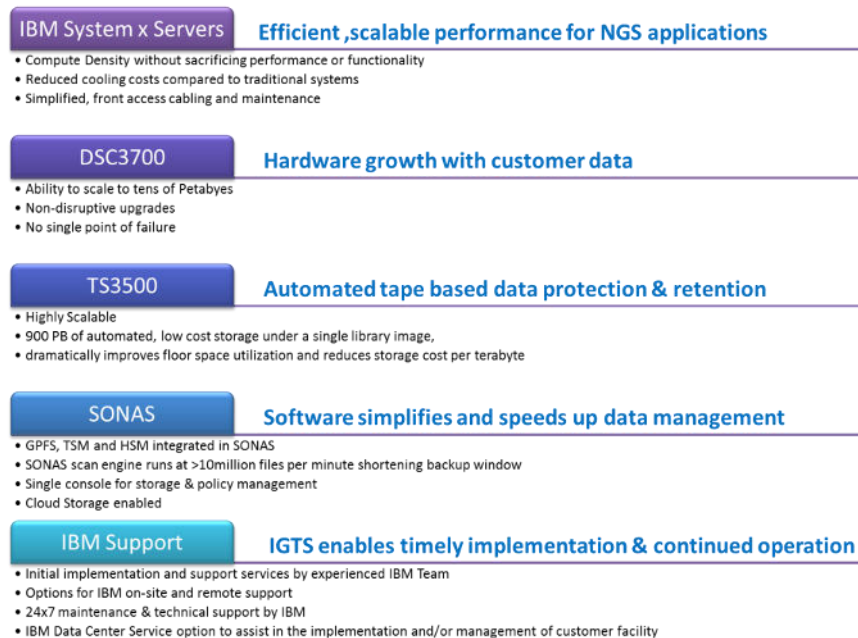 IBM System x Servers
Efficient ,scalable performance for NGS applications
• Compute Density without sacrificing performance or functionality
• Reduced cooling costs compared to traditional systems
• Simplified, front access cabling and maintenance
DSC3700
Hardware growth with customer data
• Ability to scale to tens of Petabyes
• Non-disruptive upgrades
• No single point of failure
TS3500
Automated tape based data protection & retention
• Highly Scalable
• 900 PB of automated, low cost storage under a single library image,
• dramatically improves floor space utilization and reduces storage cost per terabyte
SONAS
Software simplifies and speeds up data management
• GPFS, TSM and HSM integrated in SONAS
• SONAS scan engine runs at >10million files per minute shortening backup window
• Single console for storage & policy management
• Cloud Storage enabled
IBM Support
IGTS enables timely implementation & continued operation
• Initial implementation and support services by experienced IBM Team
• Options for IBM on-site and remote support
• 24x7 maintenance & technical support by IBM
• IBM Data Center Service option to assist in the implementation and/or management of customer facility